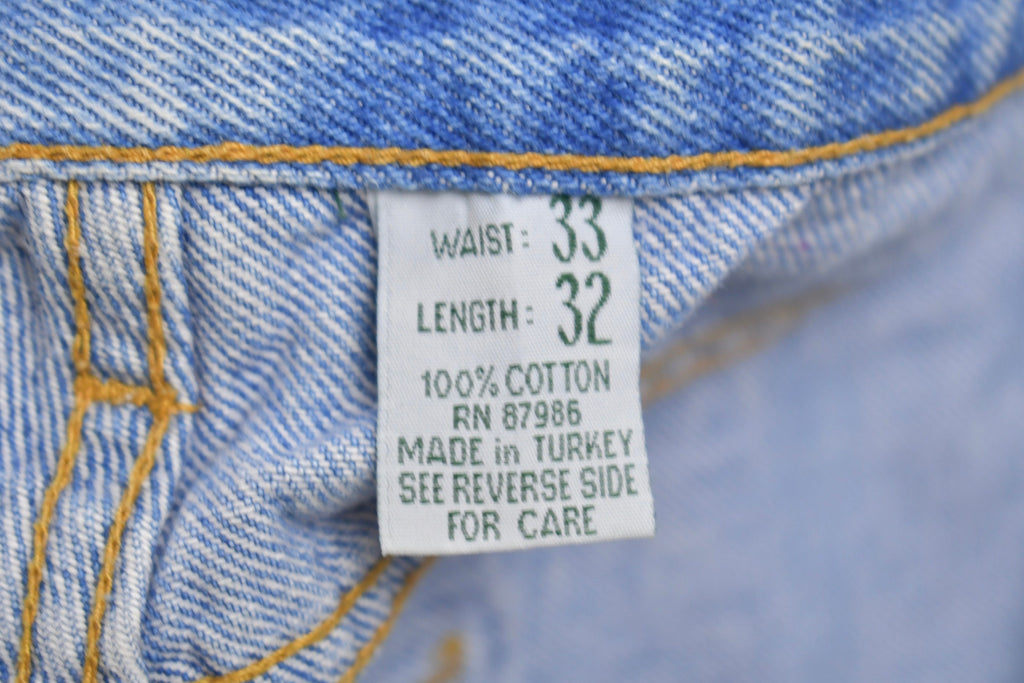 WAIST: 33
LENGTH: 32
100% COTTON
RN 87986
MADE in TURKEY
SEE REVERSE SIDE
FOR CARE